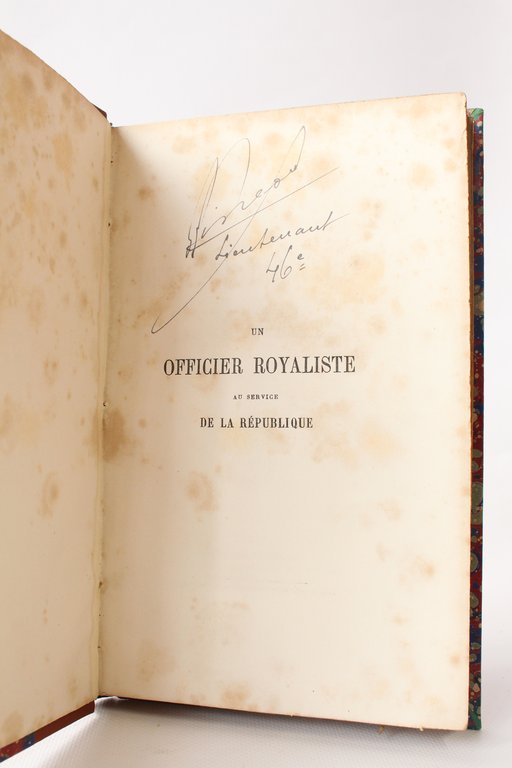 Lieutenant
46e
UN
OFFICIER ROYALISTE
AU SERVICE
DE LA RÉPUBLIQUE